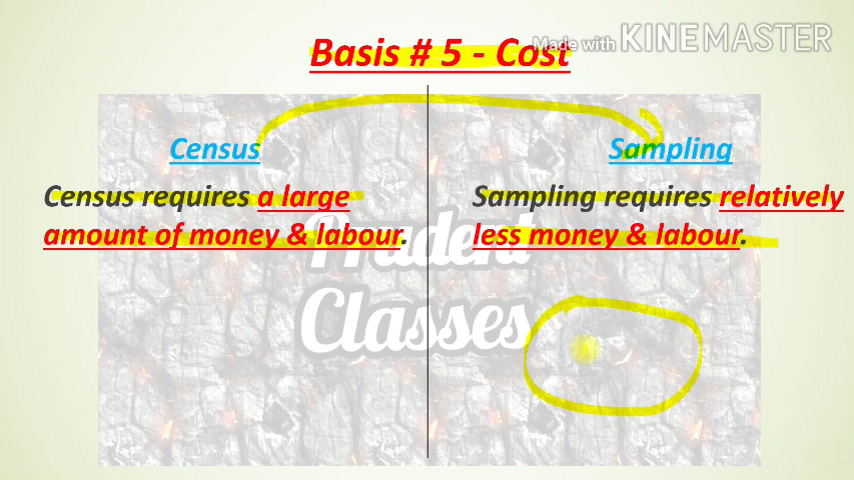 Made with KINEMASTER
Basis # 5 - Cost
Census
Census requires a large
amount of money & labour.
Sampling
Sampling requires relatively
less money & labour.
Prudent
Classes